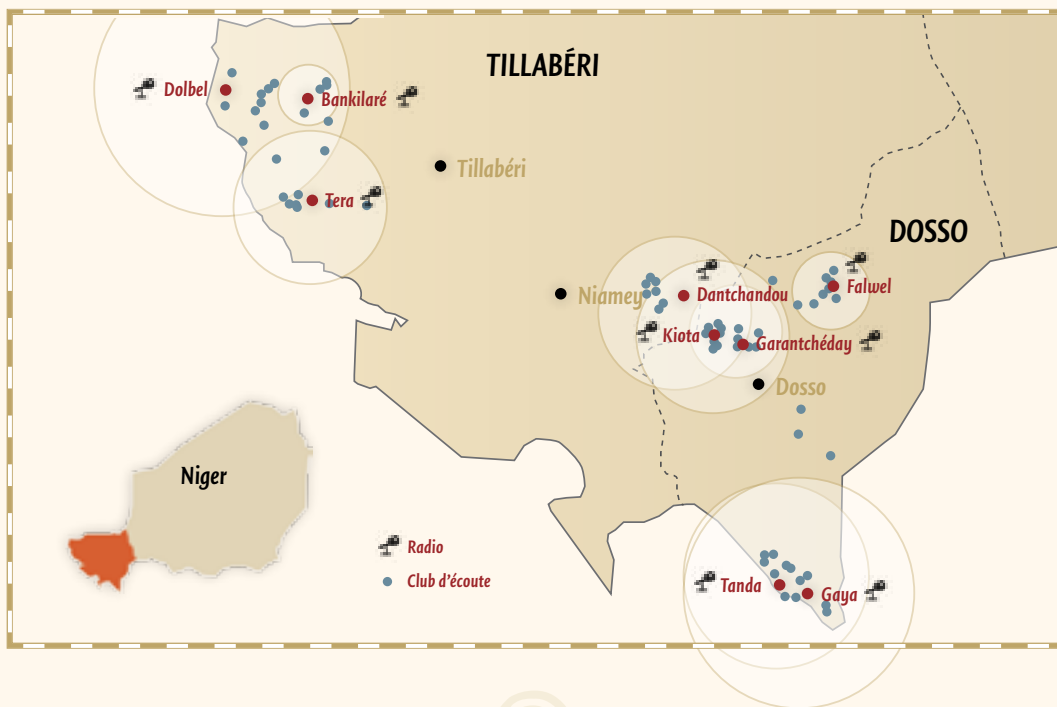 TILLABÉRI
Dolbel
Bankilaré
Tillabéri
Tera
DOSSO
Niamey
Dantchandou
Falwel
Kiota
Garantchéday
Dosso
Niger
Radio
Club d'écoute
Tanda
Gaya